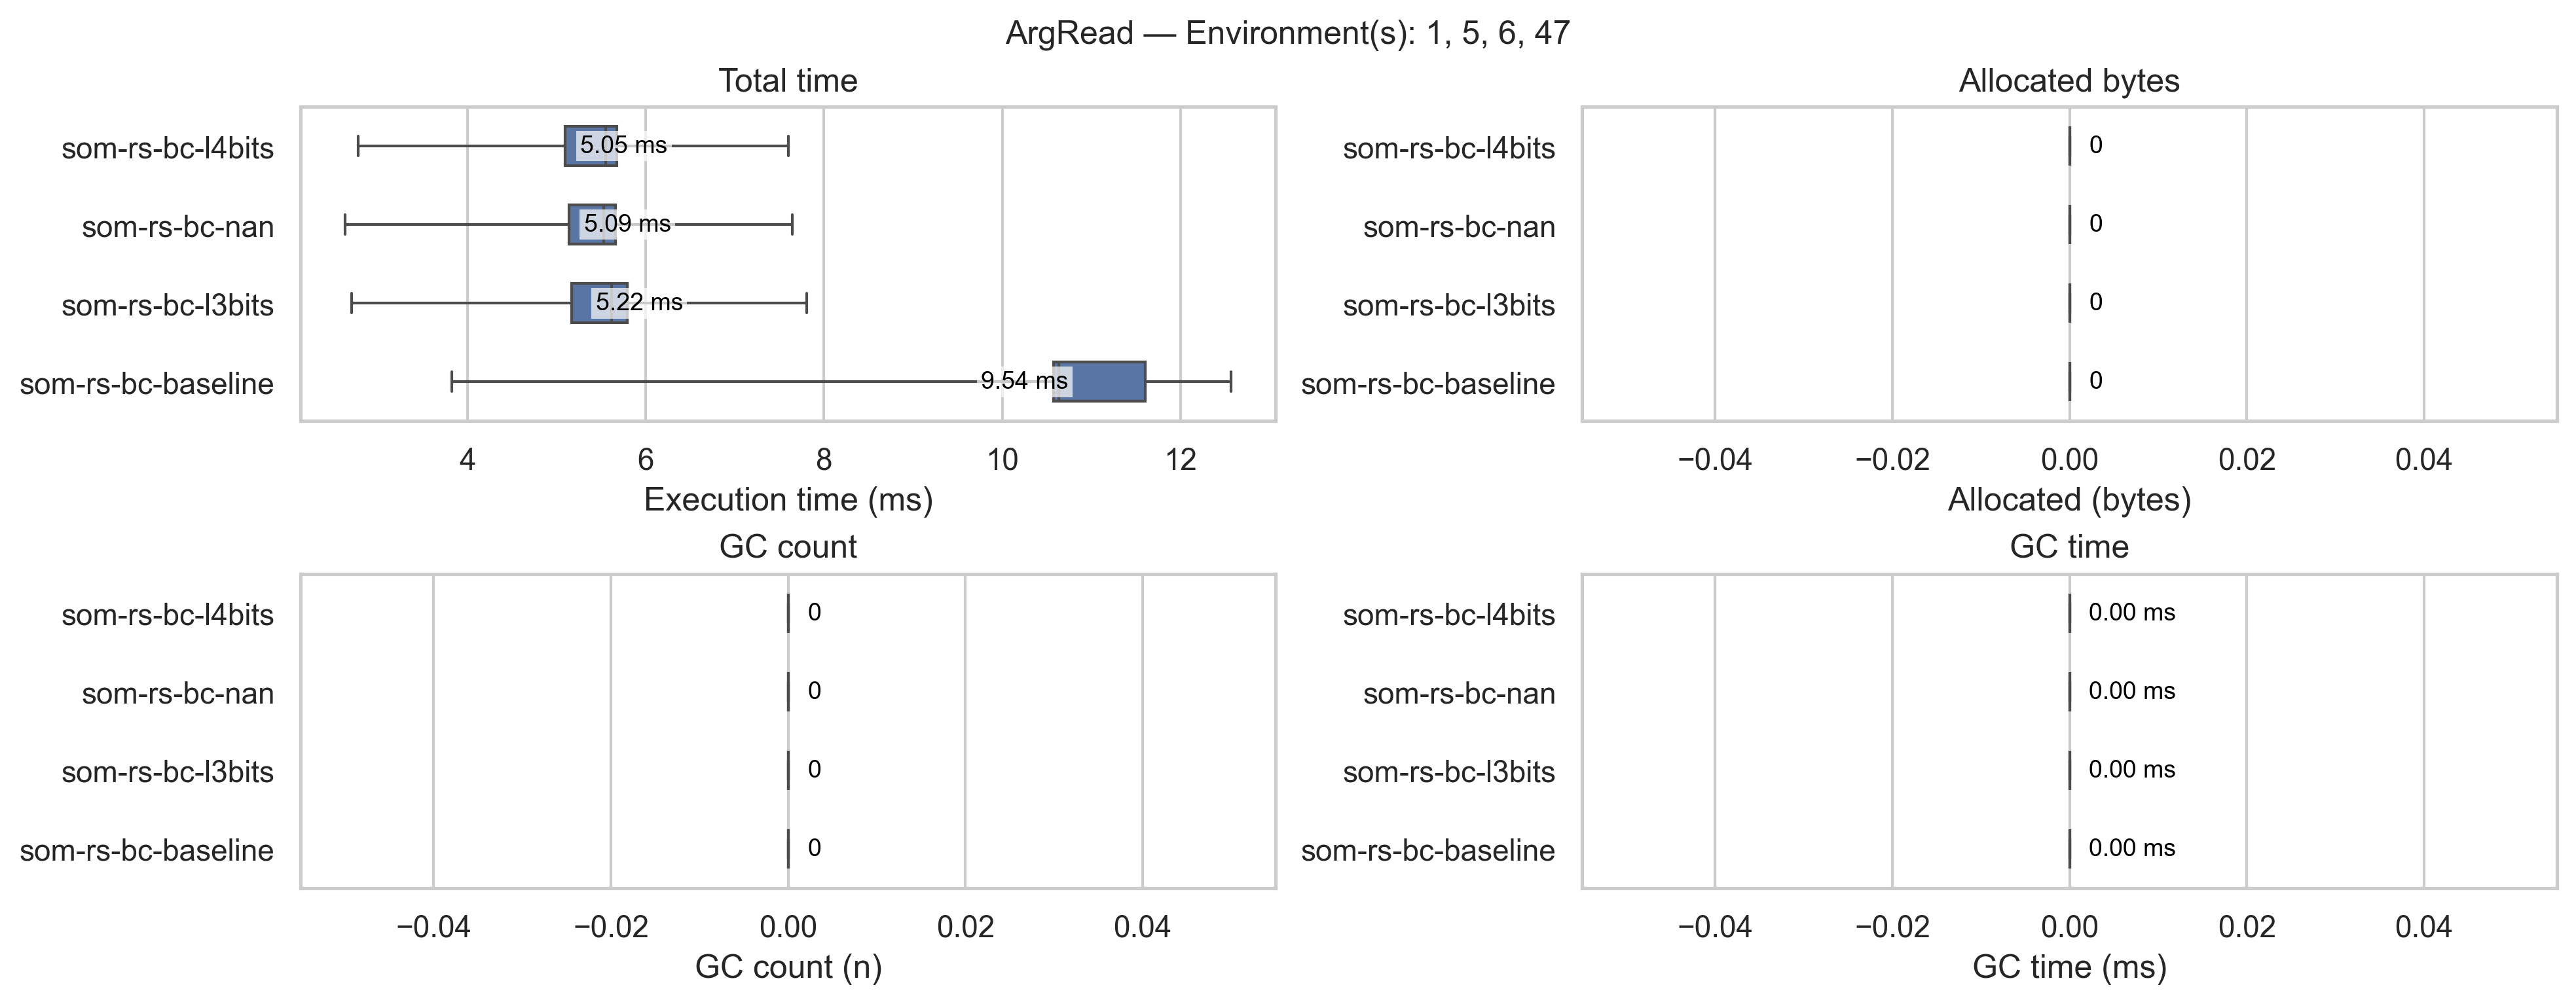 ArgRead — Environment(s): 1, 5, 6, 47
Total time
som-rs-bc-l4bits
5.05 ms
som-rs-bc-nan
5.09 ms
som-rs-bc-l3bits
5.22 ms
som-rs-bc-baseline
9.54 ms
4 6 8 10 12
Execution time (ms)
Allocated bytes
som-rs-bc-l4bits
0
som-rs-bc-nan
0
som-rs-bc-l3bits
0
som-rs-bc-baseline
0
−0.04 −0.02 0.00 0.02 0.04
Allocated (bytes)
GC count
som-rs-bc-l4bits
0
som-rs-bc-nan
0
som-rs-bc-l3bits
0
som-rs-bc-baseline
0
−0.04 −0.02 0.00 0.02 0.04
GC count (n)
GC time
som-rs-bc-l4bits
0.00 ms
som-rs-bc-nan
0.00 ms
som-rs-bc-l3bits
0.00 ms
som-rs-bc-baseline
0.00 ms
−0.04 −0.02 0.00 0.02 0.04
GC time (ms)